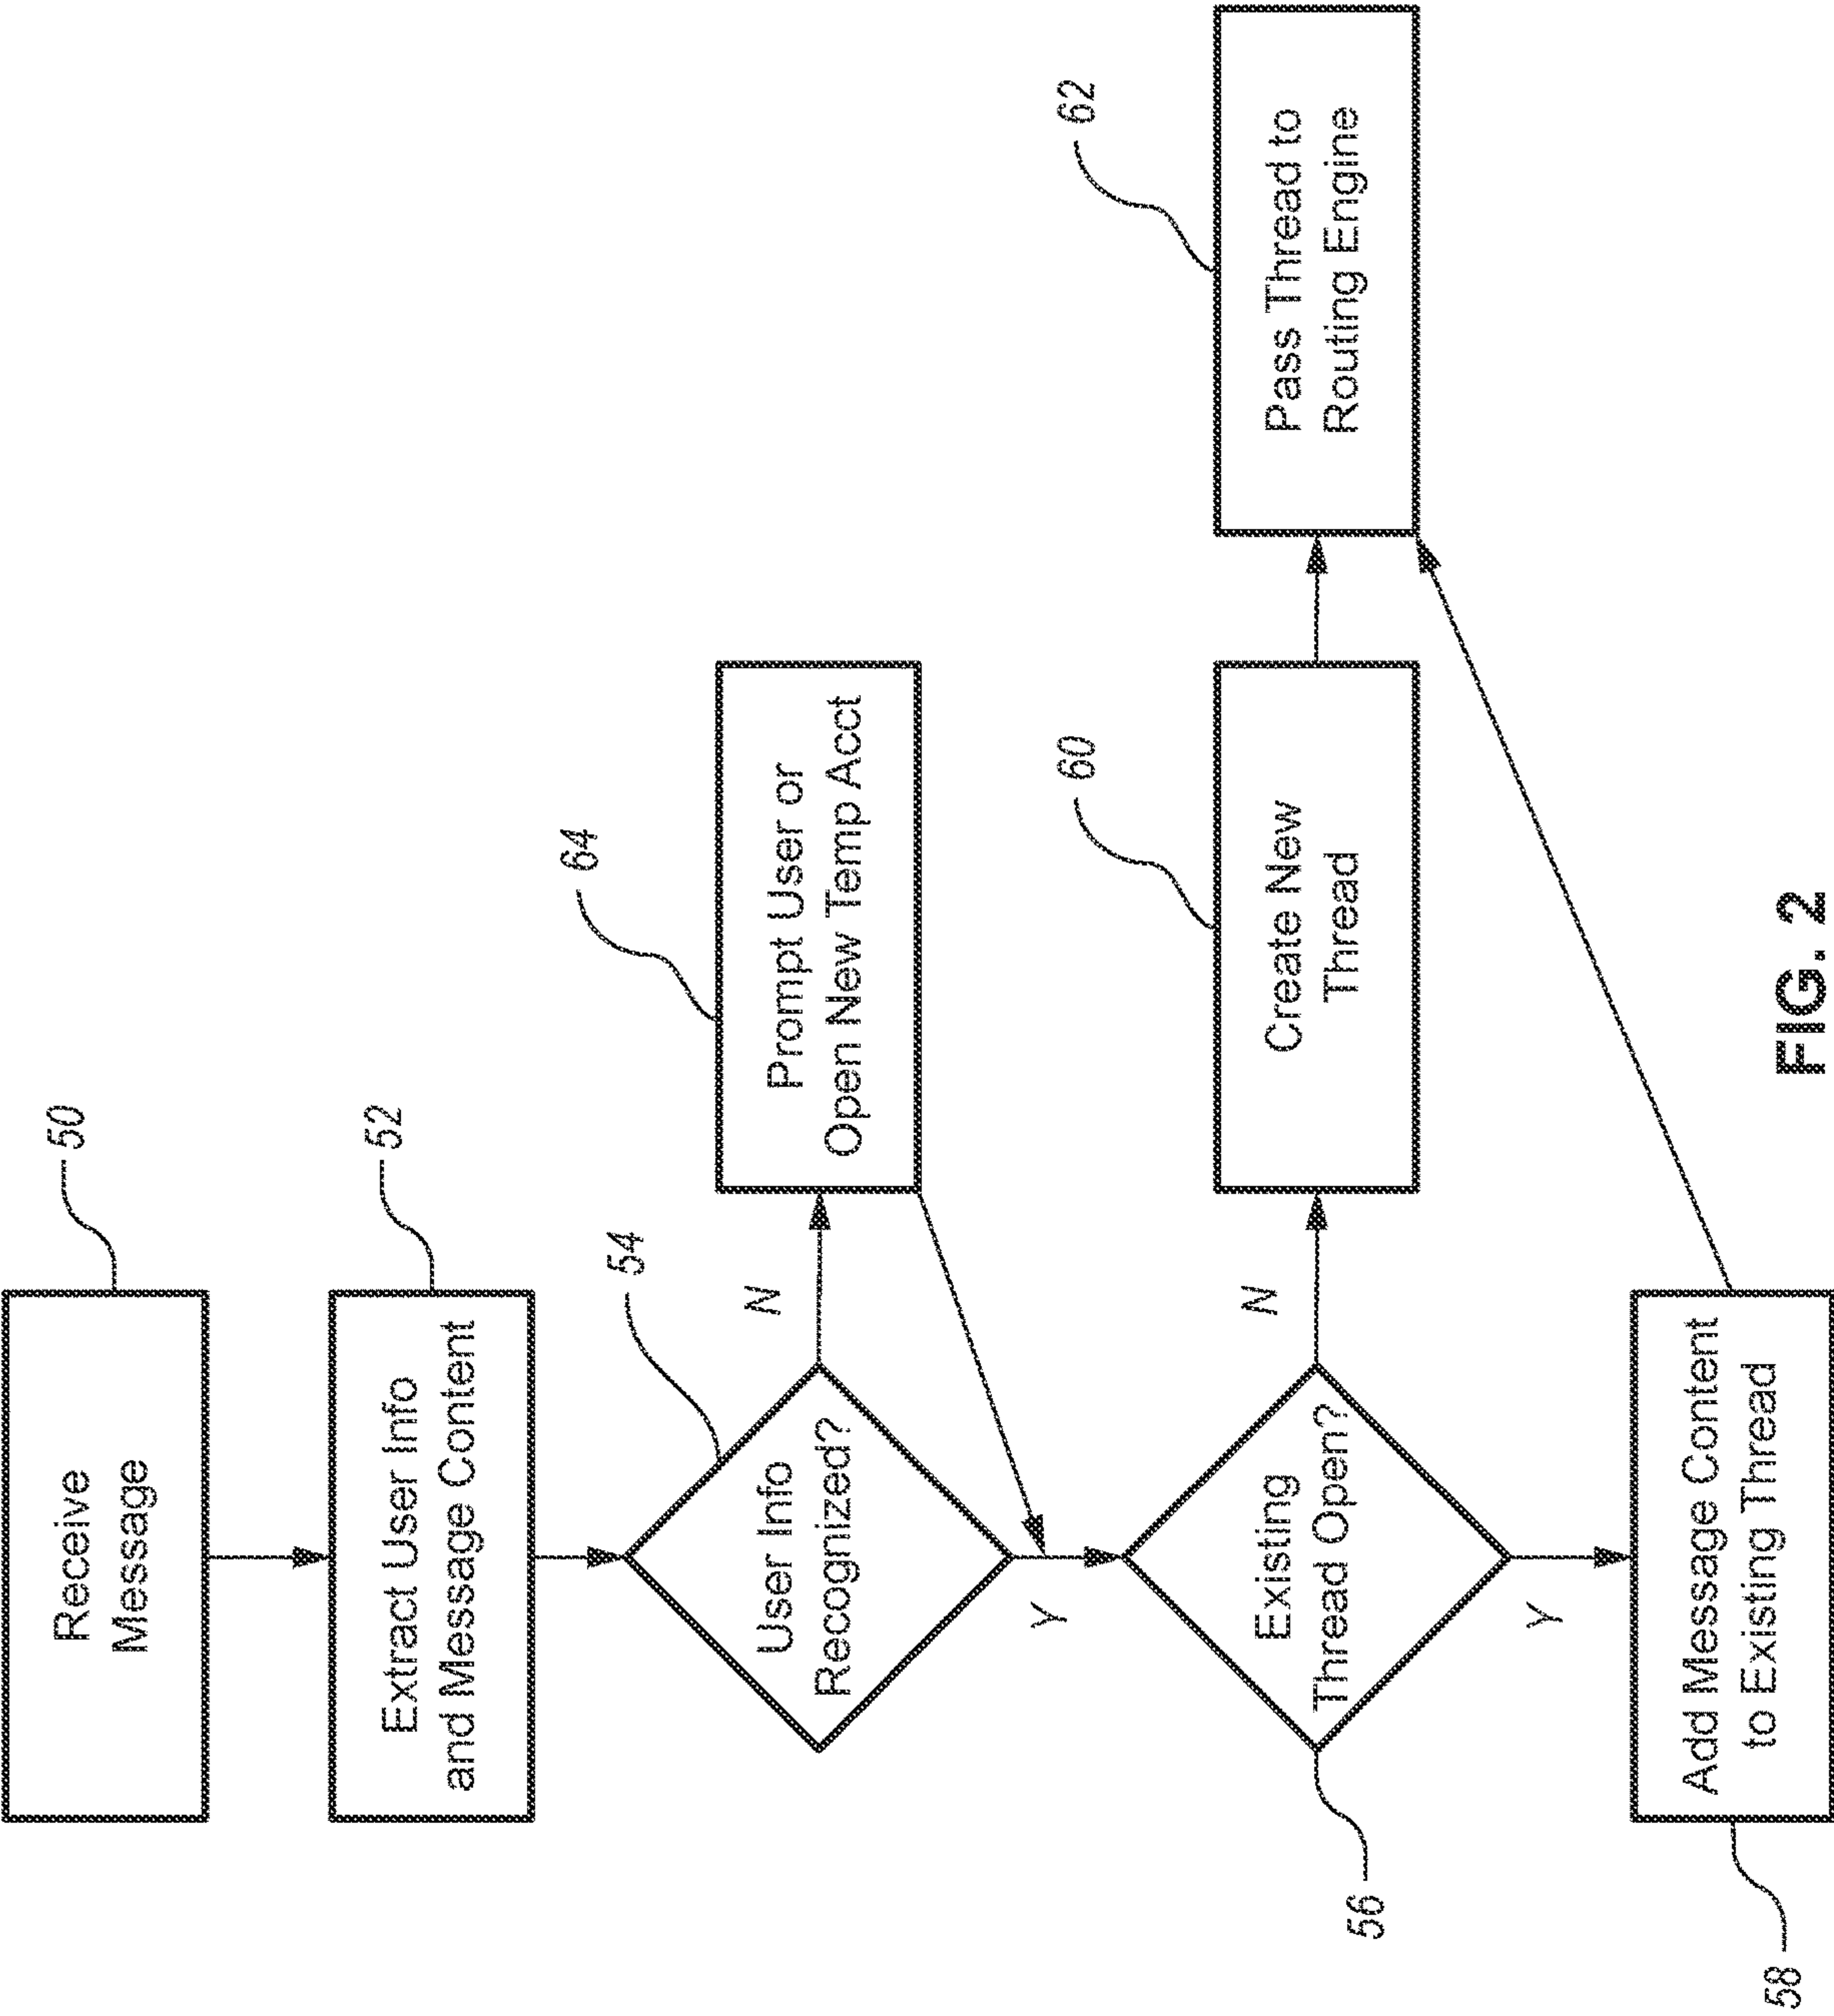 50
Receive
Message
52
Extract User Info
and Message Content
54
User Info
Recognized?
N
64
Prompt User or
Open New Temp Acct
Y
56
Existing
Thread Open?
N
60
Create New
Thread
62
Pass Thread to
Routing Engine
Y
58
Add Message Content
to Existing Thread
FIG. 2